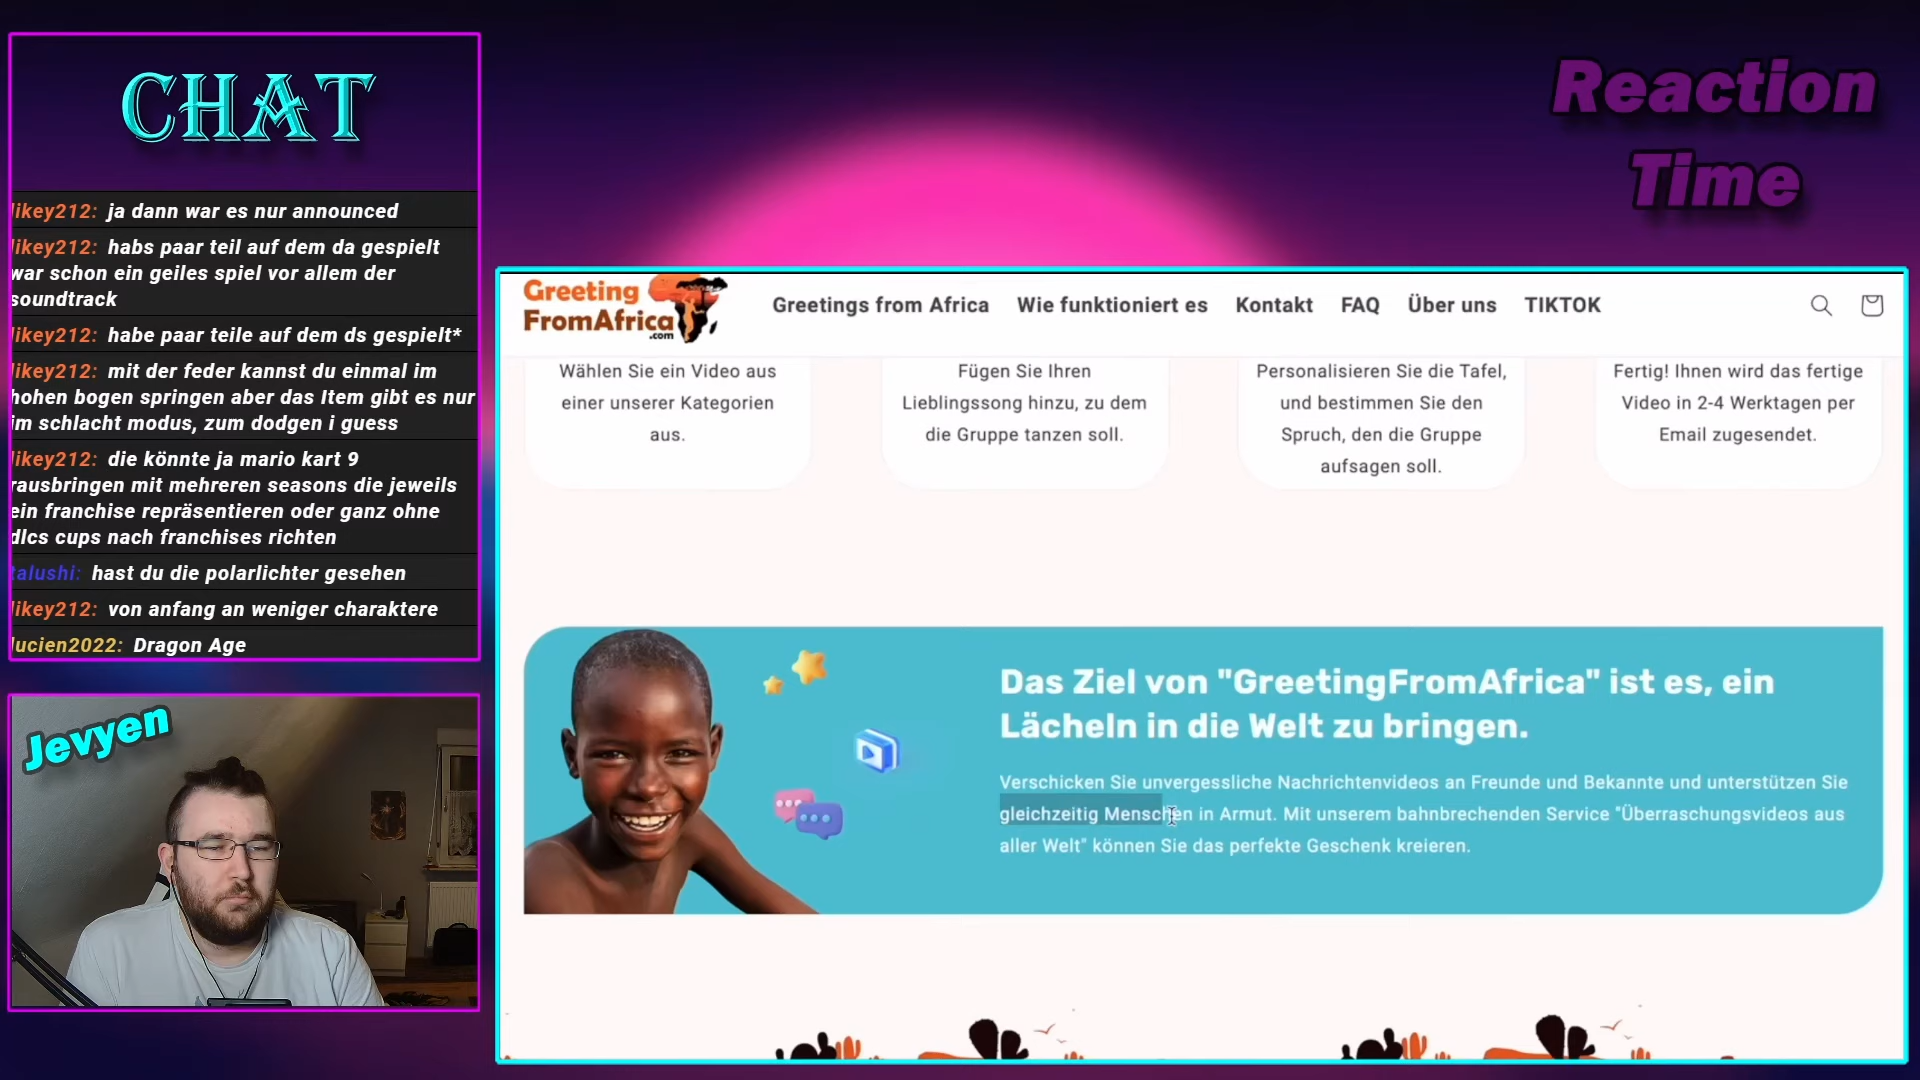 CHAT
Reaction
Time
likey212: ja dann war es nur announced
likey212: habs paar teil auf dem da gespielt
war schon ein geiles spiel vor allem der
soundtrack
likey212: habe paar teile auf dem ds gespielt*
likey212: mit der feder kannst du einmal im
hohen bogen springen aber das Item gibt es nur
im schlacht modus, zum dodgen i guess
likey212: die könnte ja mario kart 9
rausbringen mit mehreren seasons die jeweils
ein franchise repräsentieren oder ganz ohne
dlcs cups nach franchises richten
talushi: hast du die polarlichter gesehen
likey212: von anfang an weniger charaktere
lucien2022: Dragon Age
Jevyen
Greeting
FromAfrica
.com
Greetings from Africa Wie funktioniert es Kontakt FAQ Über uns TIKTOK
Wählen Sie ein Video aus
einer unserer Kategorien
aus.
Fügen Sie Ihren
Lieblingssong hinzu, zu dem
die Gruppe tanzen soll.
Personalisieren Sie die Tafel,
und bestimmen Sie den
Spruch, den die Gruppe
aufsagen soll.
Fertig! Ihnen wird das fertige
Video in 2-4 Werktagen per
Email zugesendet.
Das Ziel von "GreetingFromAfrica" ist es, ein
Lächeln in die Welt zu bringen.
Verschicken Sie unvergessliche Nachrichtenvideos an Freunde und Bekannte und unterstützen Sie
gleichzeitig Menschen in Armut. Mit unserem bahnbrechenden Service "Überraschungsvideos aus
aller Welt" können Sie das perfekte Geschenk kreieren.